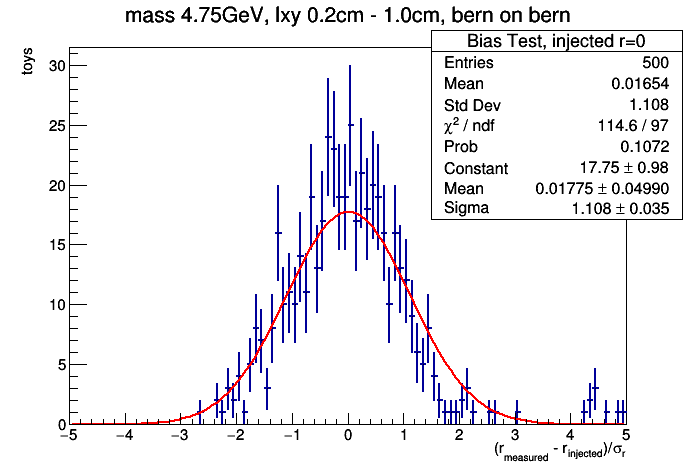 mass 4.75GeV, lxy 0.2cm - 1.0cm, bern on bern
toys
Bias Test, injected r=0
Entries 500
Mean 0.01654
Std Dev 1.108
χ² / ndf 114.6 / 97
Prob 0.1072
Constant 17.75 ± 0.98
Mean 0.01775 ± 0.04990
Sigma 1.108 ± 0.035
30
25
20
15
10
5
0
−5 −4 −3 −2 −1 0 1 2 3 4 5
(r_measured - r_injected)/σ_r